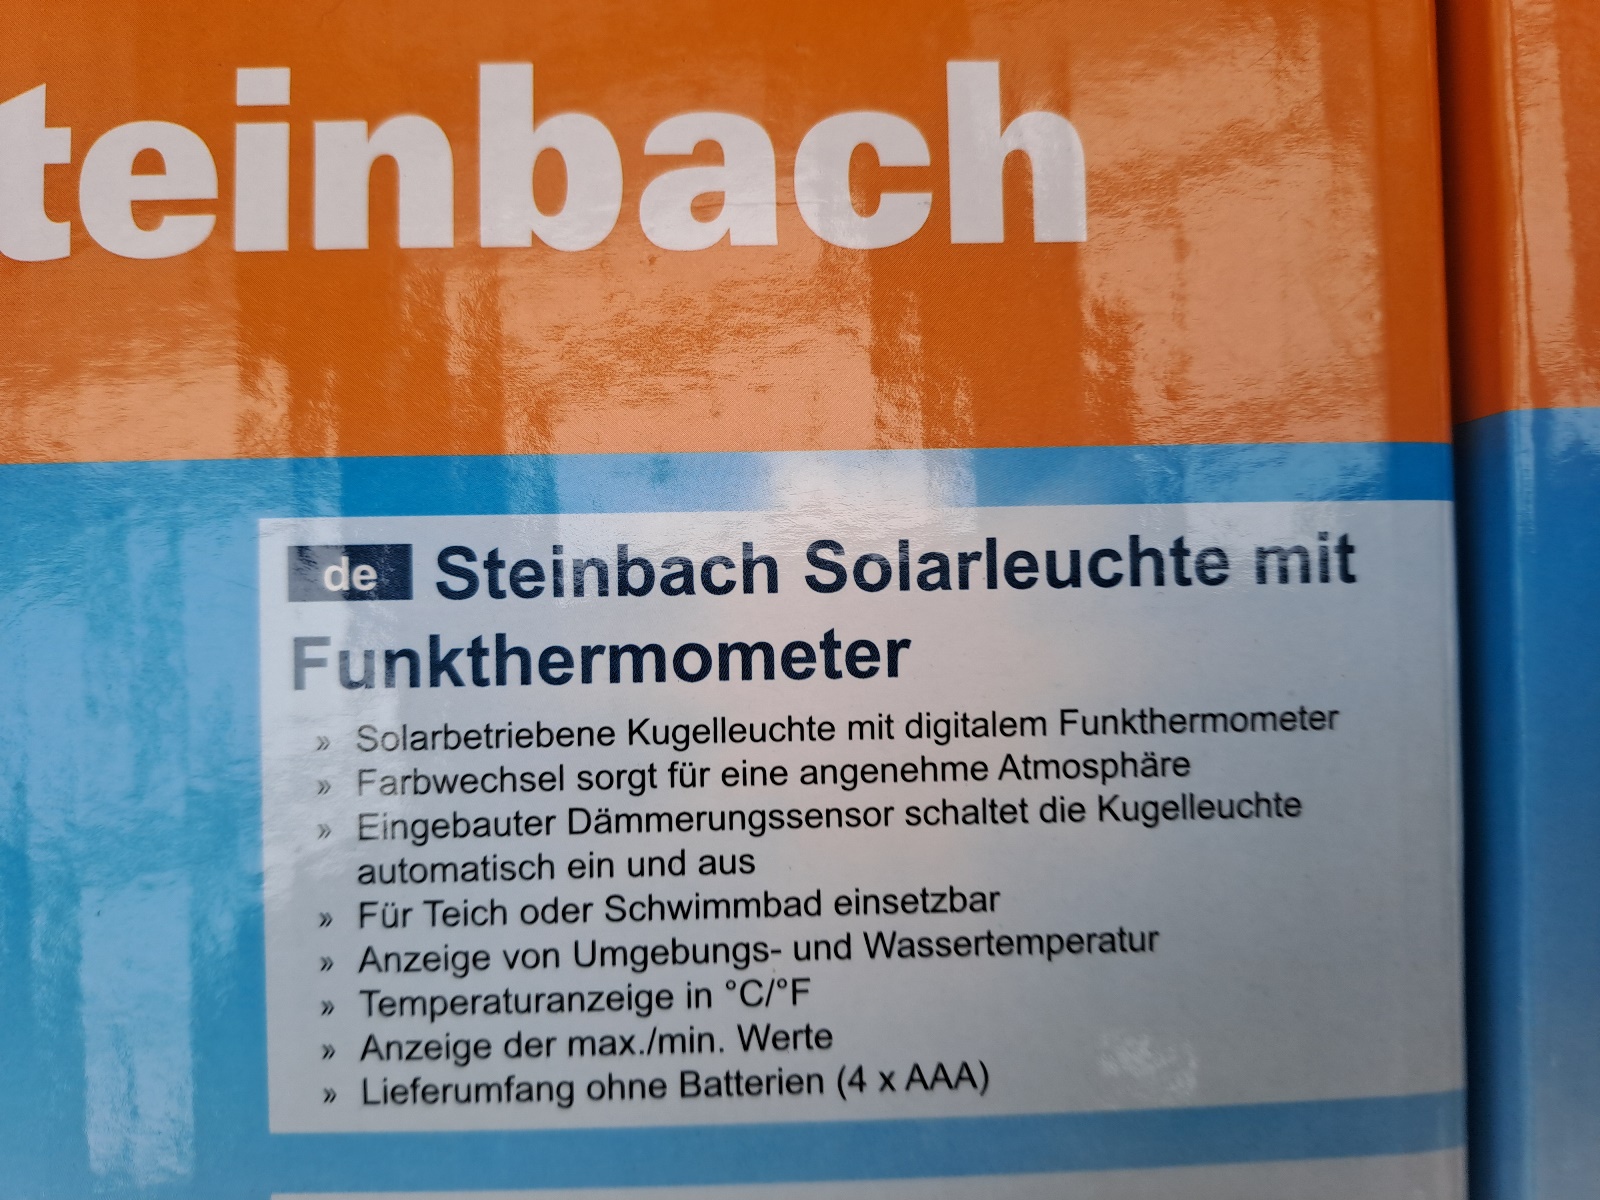 teinbach
de Steinbach Solarleuchte mit
Funkthermometer
» Solarbetriebene Kugelleuchte mit digitalem Funkthermometer
» Farbwechsel sorgt für eine angenehme Atmosphäre
» Eingebauter Dämmerungssensor schaltet die Kugelleuchte
automatisch ein und aus
» Für Teich oder Schwimmbad einsetzbar
» Anzeige von Umgebungs- und Wassertemperatur
» Temperaturanzeige in °C/°F
» Anzeige der max./min. Werte
» Lieferumfang ohne Batterien (4 x AAA)